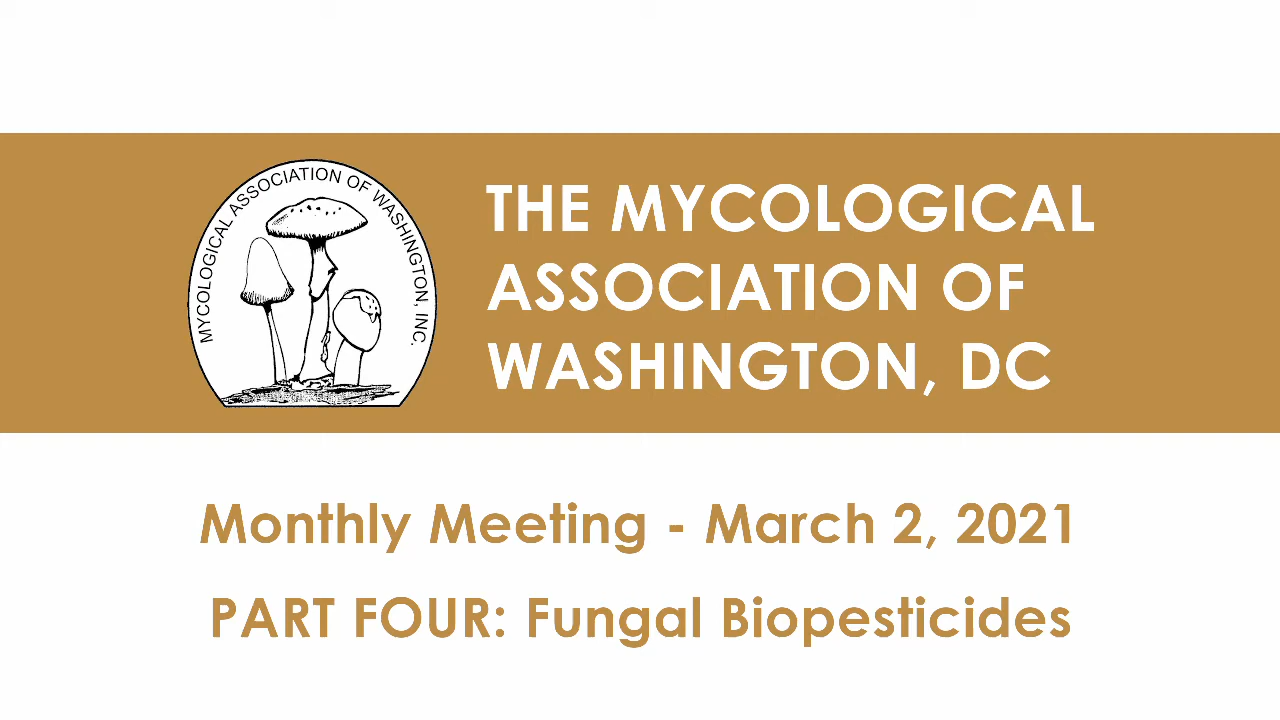 MYCOLOGICAL ASSOCIATION OF WASHINGTON, INC.
THE MYCOLOGICAL
ASSOCIATION OF
WASHINGTON, DC
Monthly Meeting - March 2, 2021
PART FOUR: Fungal Biopesticides